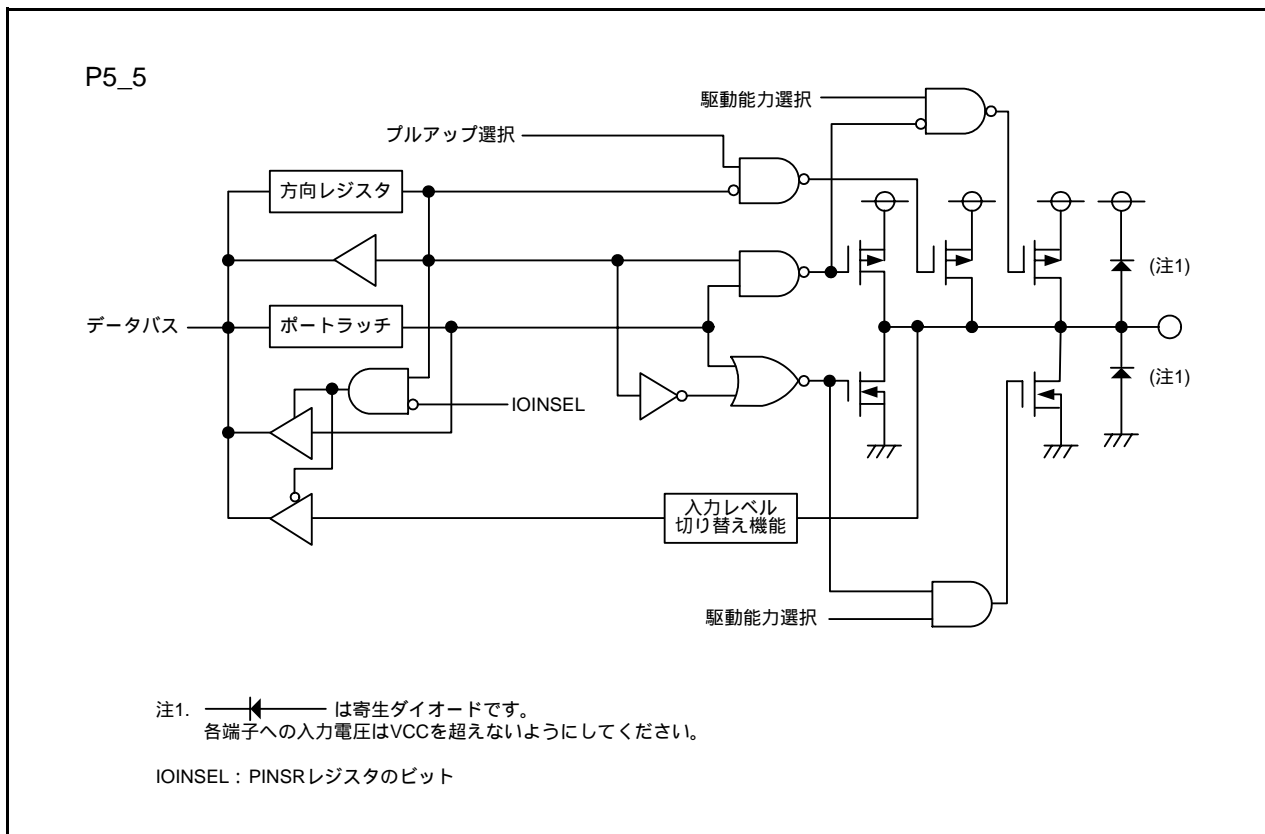 P5_5
駆動能力選択
プルアップ選択
方向レジスタ
(注1)
データバス
ポートラッチ
(注1)
IOINSEL
入力レベル
切り替え機能
駆動能力選択
注1. は寄生ダイオードです。
各端子への入力電圧はVCCを超えないようにしてください。
IOINSEL：PINSRレジスタのビット